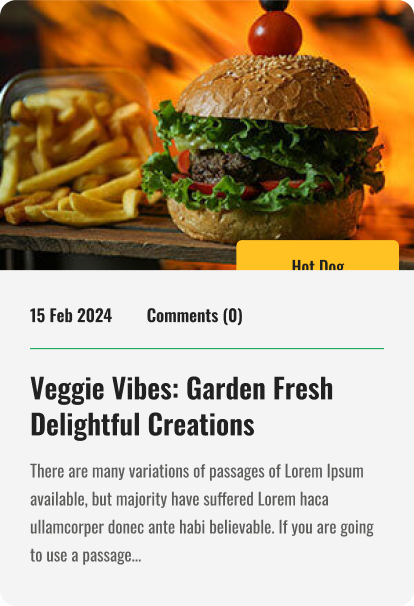 Hot Dog
15 Feb 2024 Comments (0)
Veggie Vibes: Garden Fresh
Delightful Creations
There are many variations of passages of Lorem Ipsum
available, but majority have suffered Lorem haca
ullamcorper donec ante habi believable. If you are going
to use a passage...